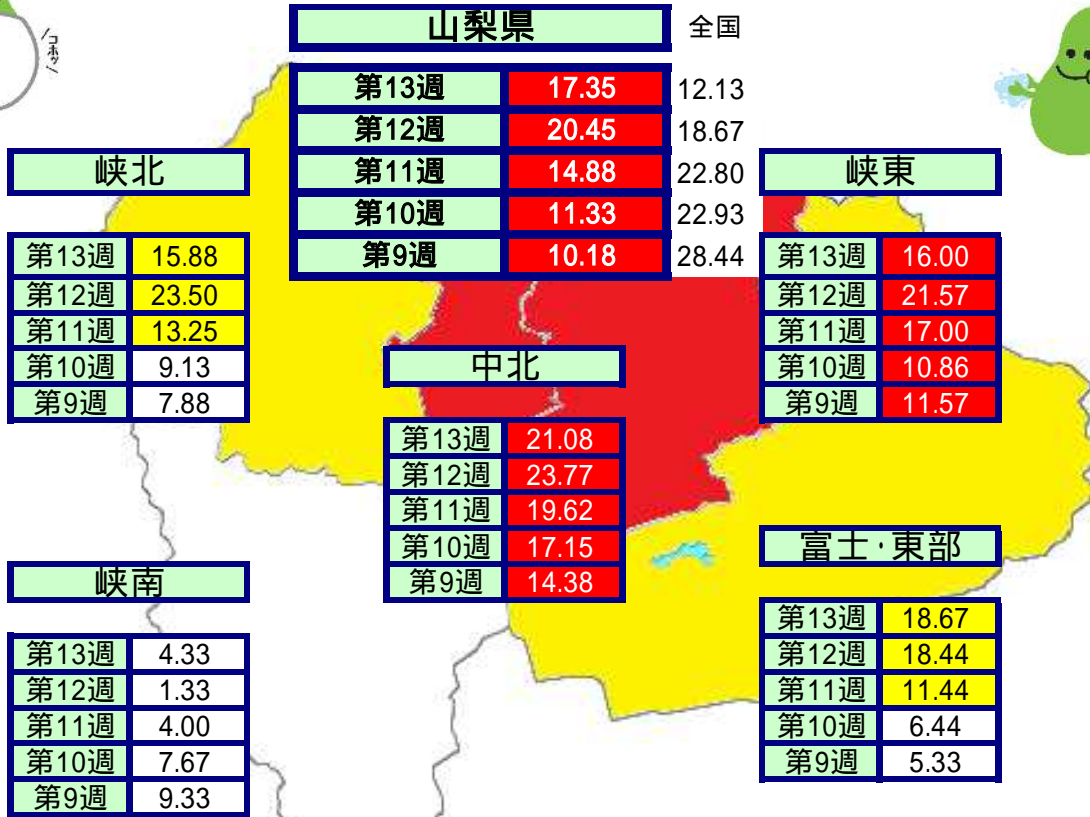 山梨県 全国
第13週 17.35 12.13
第12週 20.45 18.67
第11週 14.88 22.80
第10週 11.33 22.93
第9週 10.18 28.44
コホッ
峡北
第13週 15.88
第12週 23.50
第11週 13.25
第10週 9.13
第9週 7.88
峡東
第13週 16.00
第12週 21.57
第11週 17.00
第10週 10.86
第9週 11.57
中北
第13週 21.08
第12週 23.77
第11週 19.62
第10週 17.15
第9週 14.38
峡南
第13週 4.33
第12週 1.33
第11週 4.00
第10週 7.67
第9週 9.33
富士・東部
第13週 18.67
第12週 18.44
第11週 11.44
第10週 6.44
第9週 5.33